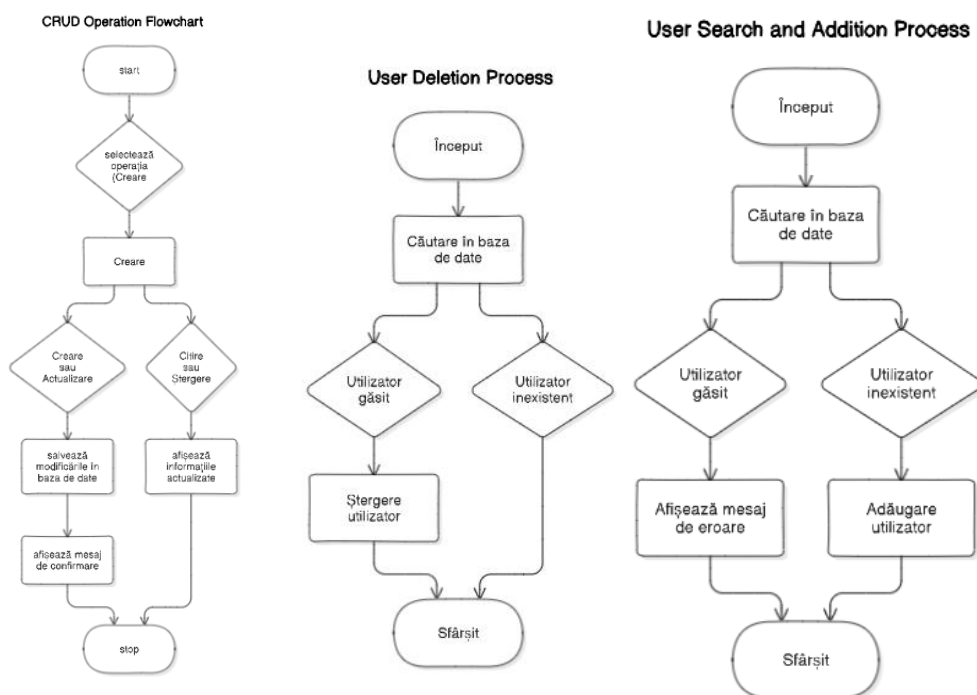 CRUD Operation Flowchart
start
selectează
operația
(Creare
Creare
Creare
sau
Actualizare
Citire
sau
Ștergere
salvează
modificările în
baza de date
afișează
informațiile
actualizate
afișează mesaj
de confirmare
stop
User Deletion Process
Început
Căutare în baza
de date
Utilizator
găsit
Utilizator
inexistent
Ștergere
utilizator
Sfârșit
User Search and Addition Process
Început
Căutare în baza
de date
Utilizator
găsit
Utilizator
inexistent
Afișează mesaj
de eroare
Adăugare
utilizator
Sfârșit